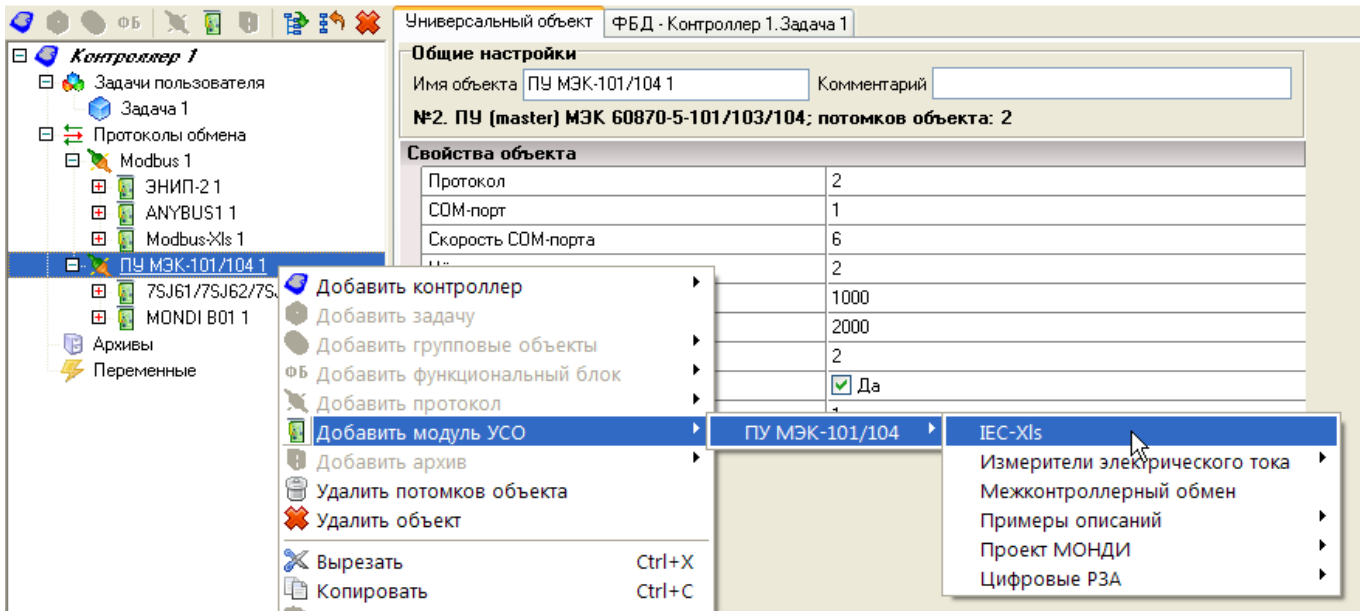 ФБ
Универсальный объект
ФБД - Контроллер 1.Задача 1
Контроллер 1
Задачи пользователя
Задача 1
Протоколы обмена
Modbus 1
ЭНИП-2 1
ANYBUS1 1
Modbus-Xls 1
ПУ МЭК-101/104 1
7SJ61/7SJ62/7SJ
MONDI B01 1
Архивы
Переменные
Общие настройки
Имя объекта ПУ МЭК-101/104 1 Комментарий
№2. ПУ (master) МЭК 60870-5-101/103/104; потомков объекта: 2
Свойства объекта
Протокол 2
COM-порт 1
Скорость COM-порта 6
2
1000
2000
2
Да
Добавить контроллер
Добавить задачу
Добавить групповые объекты
ФБ Добавить функциональный блок
Добавить протокол
Добавить модуль УСО
Добавить архив
Удалить потомков объекта
Удалить объект
Вырезать Ctrl+X
Копировать Ctrl+C
ПУ МЭК-101/104
IEC-Xls
Измерители электрического тока
Межконтроллерный обмен
Примеры описаний
Проект МОНДИ
Цифровые РЗА